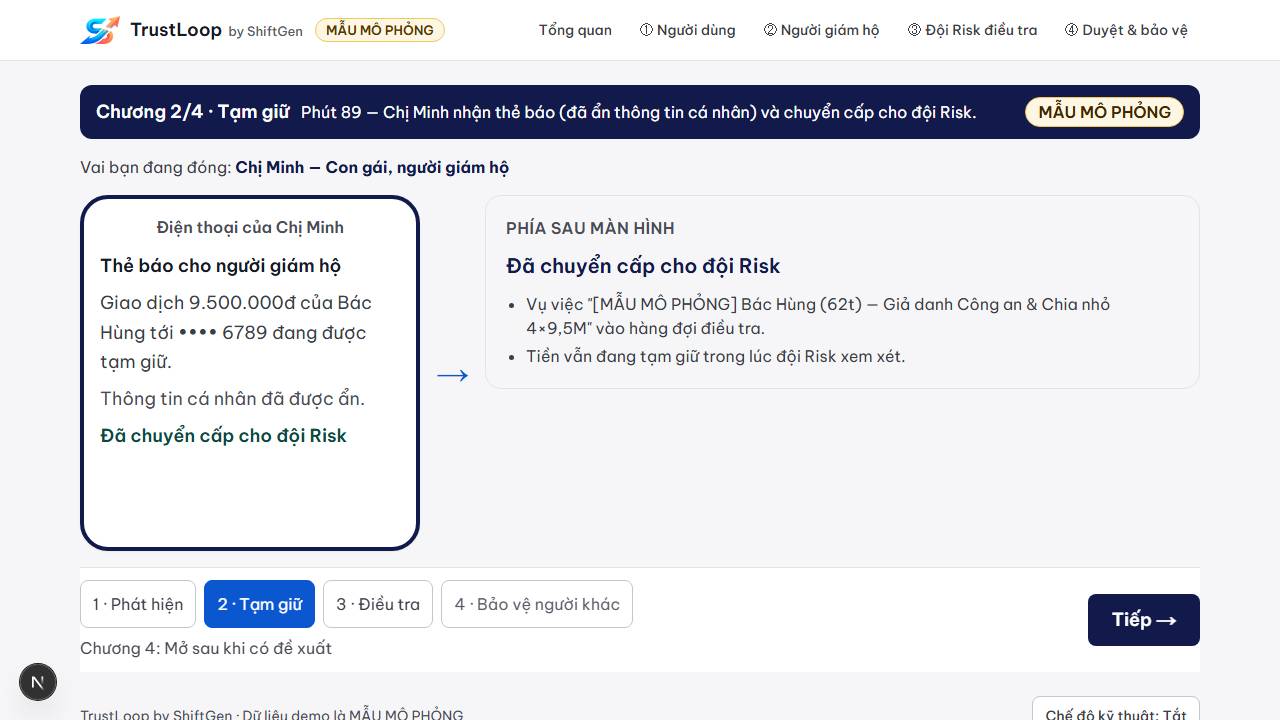 TrustLoop by ShiftGen MẪU MÔ PHỎNG Tổng quan ① Người dùng ② Người giám hộ ③ Đội Risk điều tra ④ Duyệt & bảo vệ
Chương 2/4 · Tạm giữ Phút 89 — Chị Minh nhận thẻ báo (đã ẩn thông tin cá nhân) và chuyển cấp cho đội Risk. MẪU MÔ PHỎNG
Vai bạn đang đóng: Chị Minh — Con gái, người giám hộ
Điện thoại của Chị Minh
Thẻ báo cho người giám hộ
Giao dịch 9.500.000đ của Bác
Hùng tới •••• 6789 đang được
tạm giữ.
Thông tin cá nhân đã được ẩn.
Đã chuyển cấp cho đội Risk
→
PHÍA SAU MÀN HÌNH
Đã chuyển cấp cho đội Risk
• Vụ việc "[MẪU MÔ PHỎNG] Bác Hùng (62t) — Giả danh Công an & Chia nhỏ
4×9,5M" vào hàng đợi điều tra.
• Tiền vẫn đang tạm giữ trong lúc đội Risk xem xét.
1 · Phát hiện 2 · Tạm giữ 3 · Điều tra 4 · Bảo vệ người khác
Chương 4: Mở sau khi có đề xuất
Tiếp →
N
TrustLoop by ShiftGen · Dữ liệu demo là MẪU MÔ PHỎNG
Chế độ kỹ thuật: Tắt